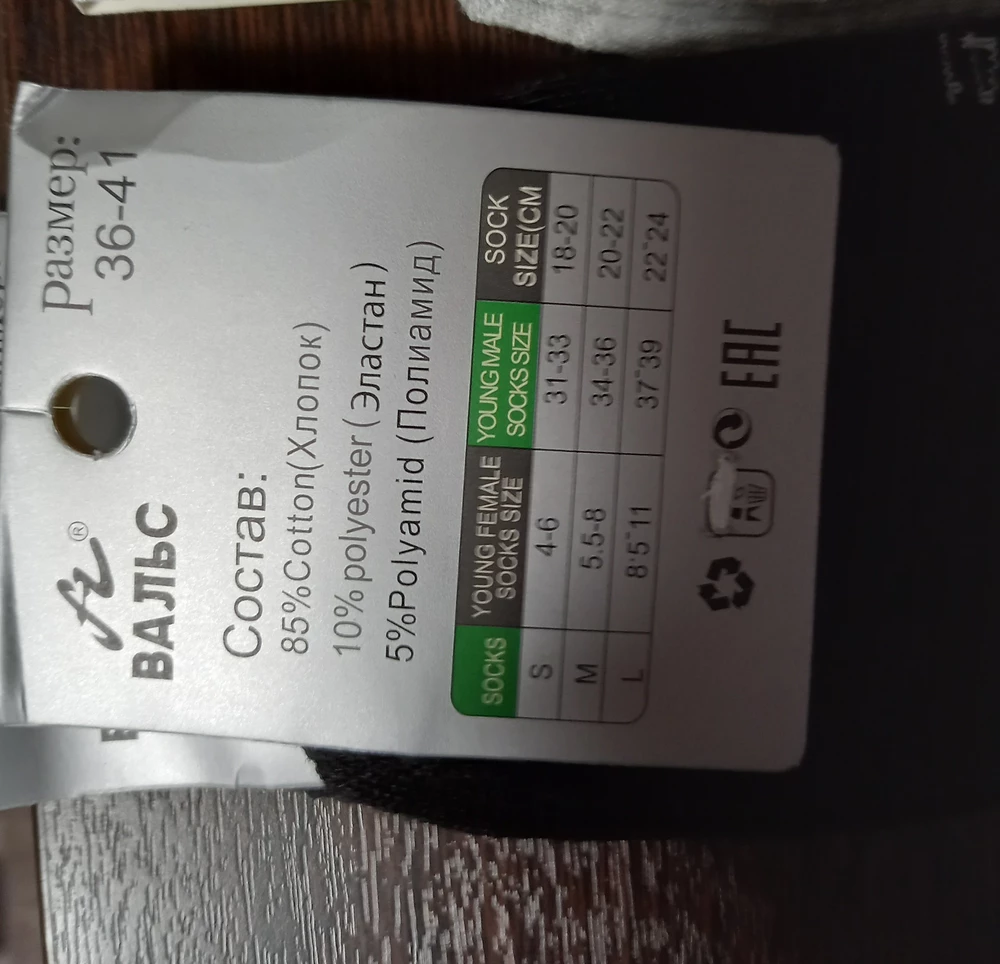 Размер:
36-41
ВАЛЬС
®
Состав:
85%Cotton(Хлопок)
10%polyester(Эластан)
5%Polyamid (Полиамид)
SOCKS YOUNG FEMALE SOCKS SIZE YOUNG MALE SOCKS SIZE SOCK SIZE(CM
S 4-6 31-33 18-20
M 5.5-8 34-36 20-22
L 8·5-11 37-39 22-24
EAC